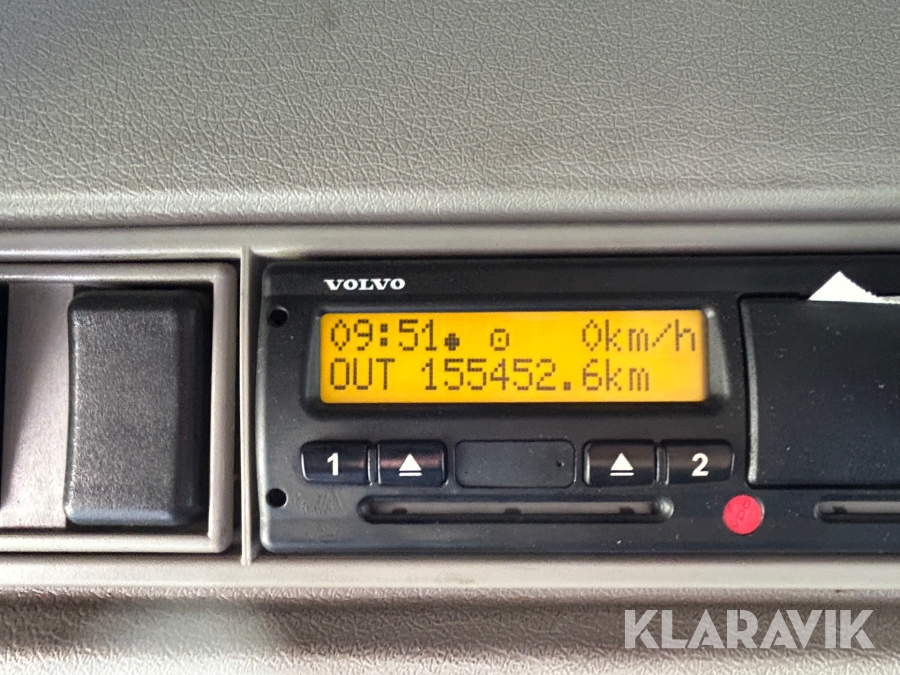 VOLVO
09:51 0km/h
OUT 155452.6km
1 2
KLARAVIK